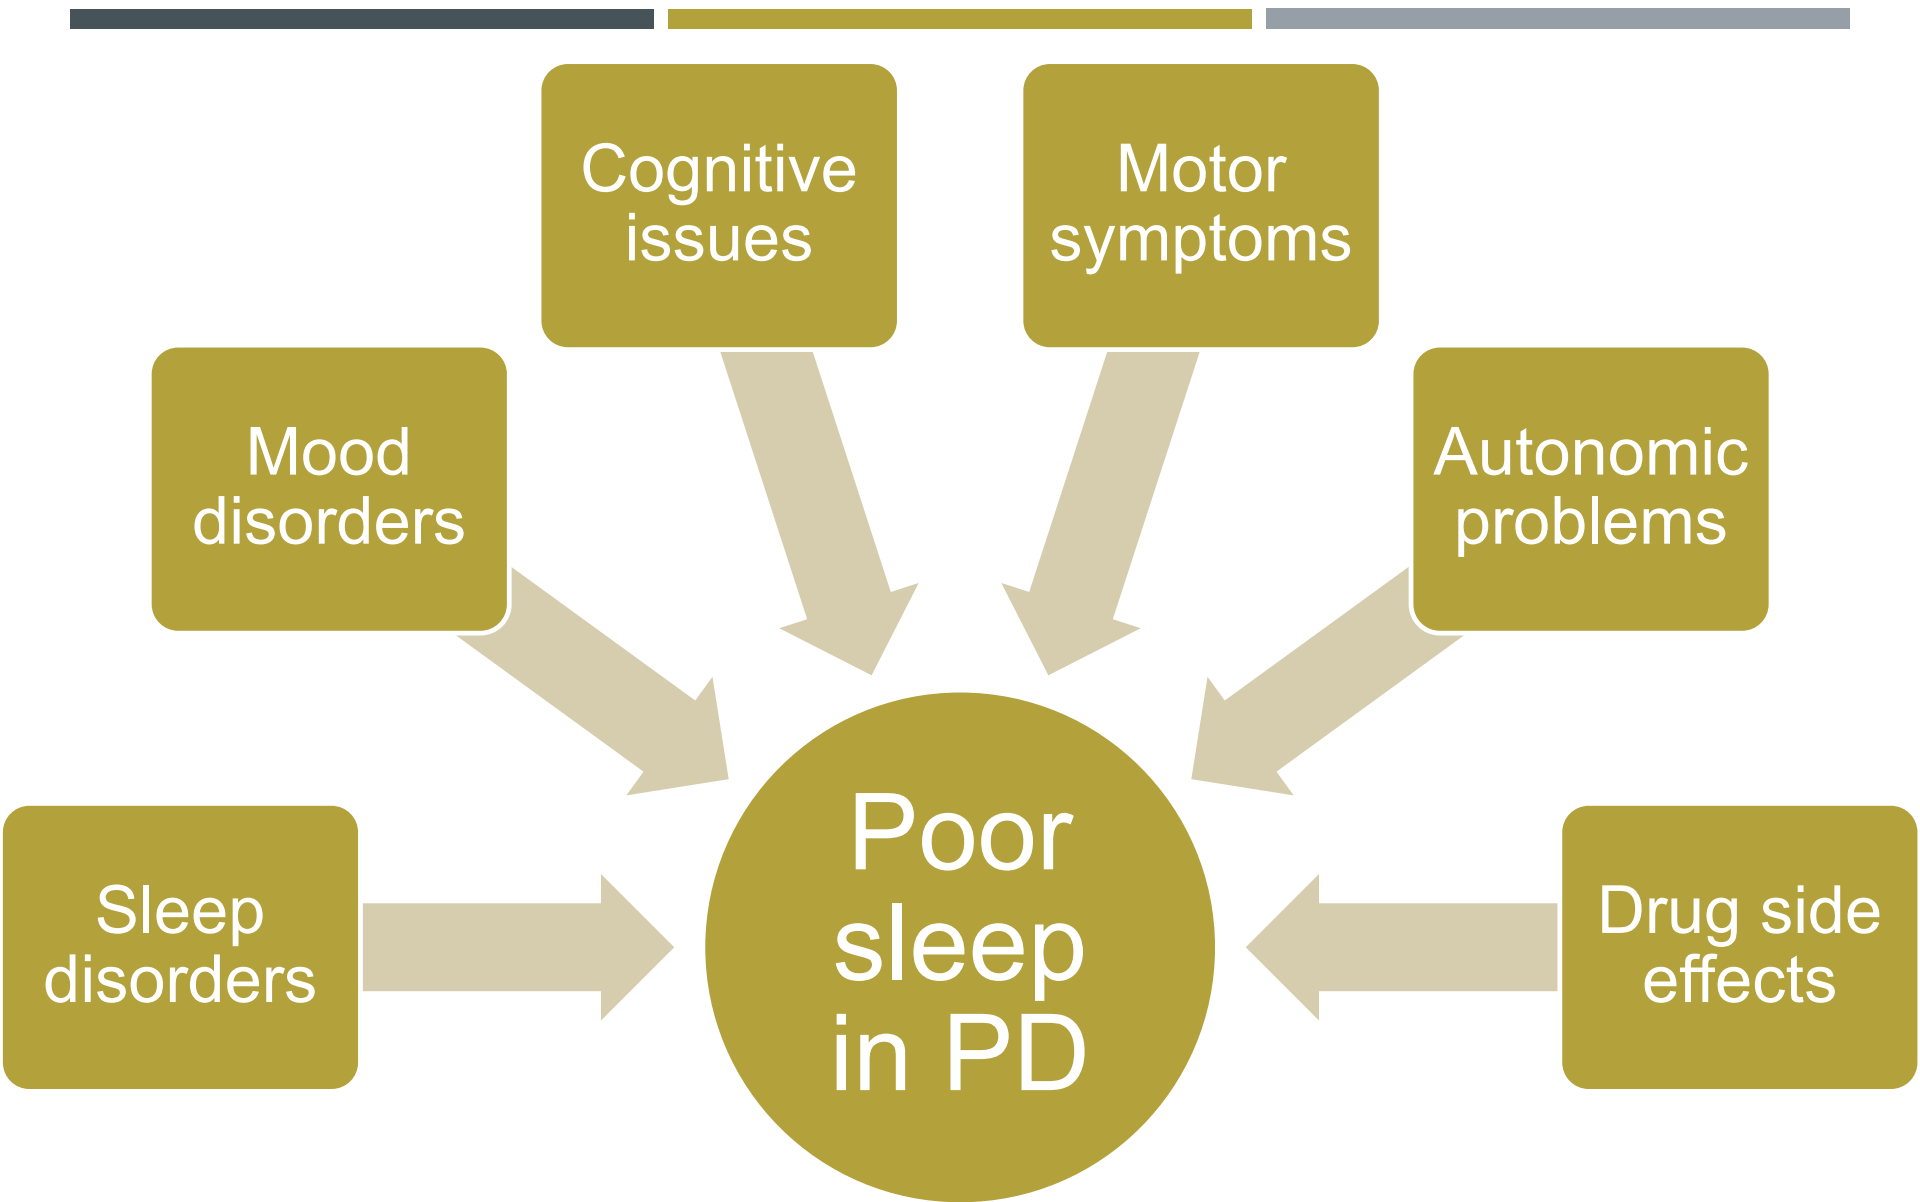 Cognitive
issues
Motor
symptoms
Mood
disorders
Autonomic
problems
Sleep
disorders
Poor
sleep
in PD
Drug side
effects